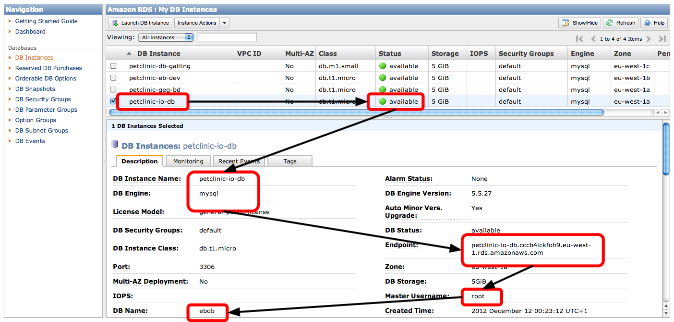 Navigation
Getting Started Guide
Dashboard
Databases
DB Instances
Reserved DB Purchases
Orderable DB Options
DB Snapshots
DB Security Groups
DB Parameter Groups
Option Groups
DB Subnet Groups
DB Events
Amazon RDS : My DB Instances
Launch DB Instance Instance Actions Show/Hide Refresh Help
Viewing: All Instances 1 to 4 of 4 Items
DB Instance VPC ID Multi-AZ Class Status Storage IOPS Security Groups Engine Zone Pen
petclinic-db-gatling No db.m1.small available 5 GiB default mysql eu-west-1c
petclinic-eb-dev No db.t1.micro available 5 GiB default mysql eu-west-1b
No db.t1.micro available 5 GiB default mysql eu-west-1a
petclinic-io-db No db.t1.micro available 5 GiB default mysql eu-west-1a
1 DB Instances Selected
DB Instances: petclinic-io-db
Description Monitoring Recent Events Tags
DB Instance Name: petclinic-io-db Alarm Status: None
DB Engine: mysql DB Engine Version: 5.5.27
License Model: general-public-license Auto Minor Vers. Upgrade: Yes
DB Security Groups: default DB Status: available
DB Instance Class: db.t1.micro Endpoint: petclinic-io-db.cccb4ickfoh9.eu-west-1.rds.amazonaws.com
Port: 3306 Zone: eu-west-1a
Multi-AZ Deployment: No DB Storage: 5GiB
IOPS: Master Username: root
DB Name: ebcb Created Time: 2012 December 12 00:23:12 UTC+1